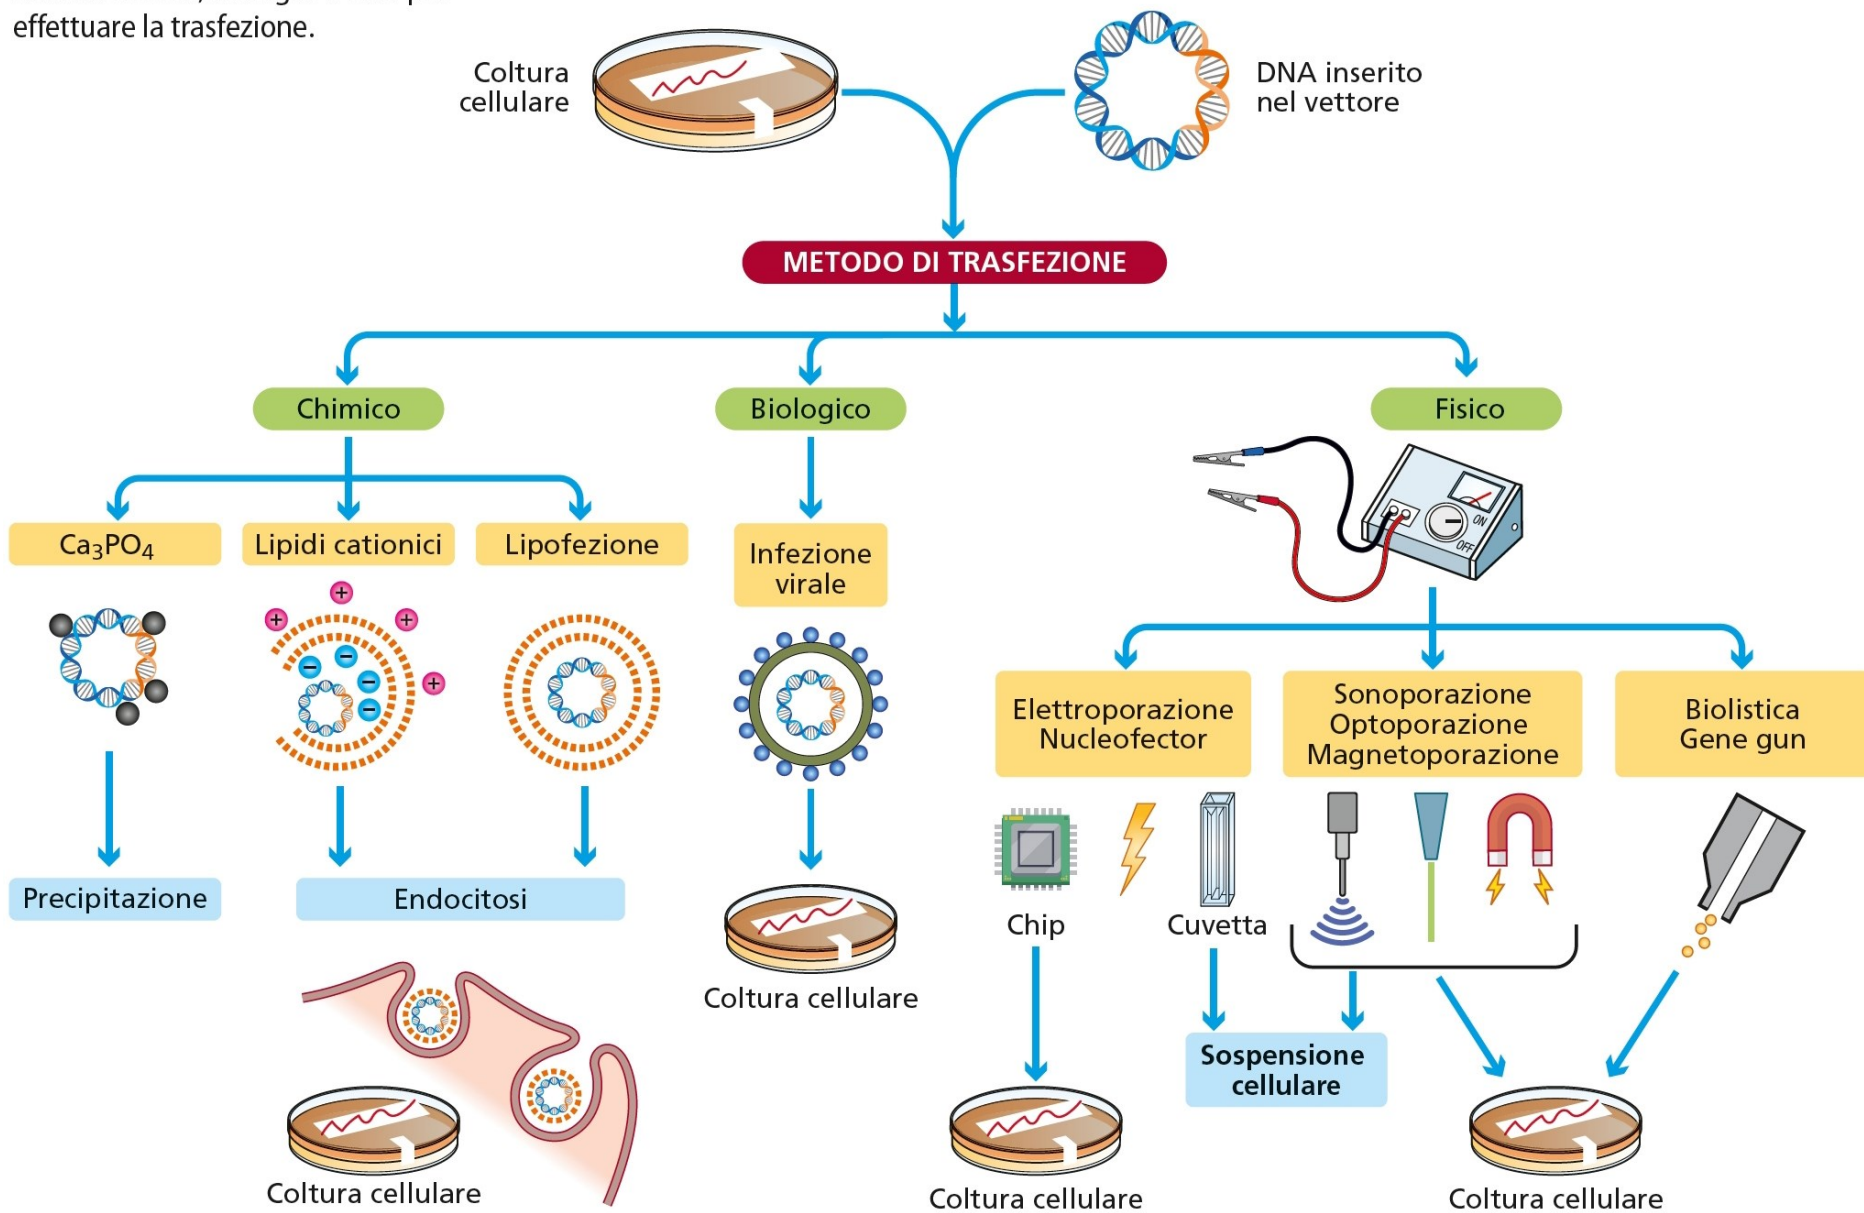 effettuare la trasfezione.
Coltura
cellulare
DNA inserito
nel vettore
METODO DI TRASFEZIONE
Chimico
Biologico
Fisico
ON
OFF
Ca₃PO₄
Lipidi cationici
Lipofezione
Infezione
virale
+
+
+
+
−
−
−
−
Elettroporazione
Nucleofector
Sonoporazione
Optoporazione
Magnetoporazione
Biolistica
Gene gun
Precipitazione
Endocitosi
Chip
Cuvetta
Coltura cellulare
Sospensione
cellulare
Coltura cellulare
Coltura cellulare
Coltura cellulare